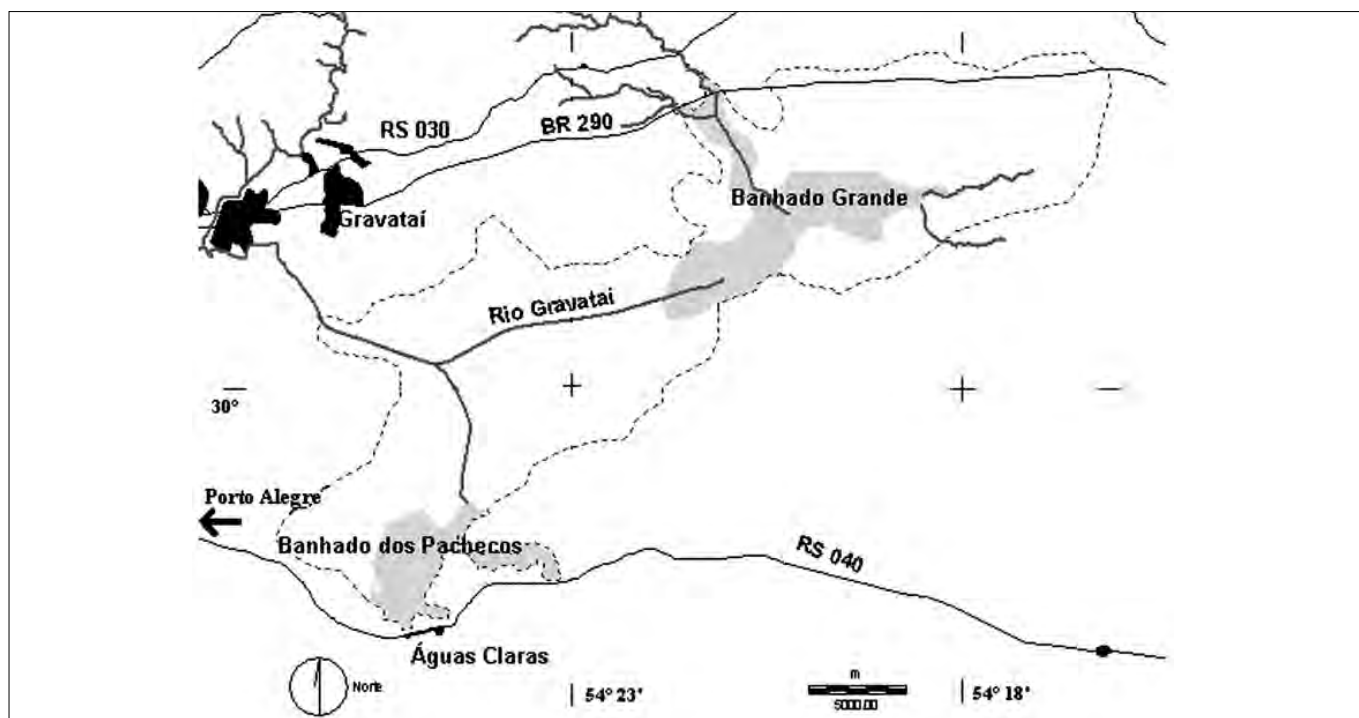 RS 030
BR 290
Banhado Grande
Gravataí
Rio Gravataí
30°
Porto Alegre
Banhado dos Pachecos
RS 040
Águas Claras
Norte
54° 23'
m
5000.00
54° 18'